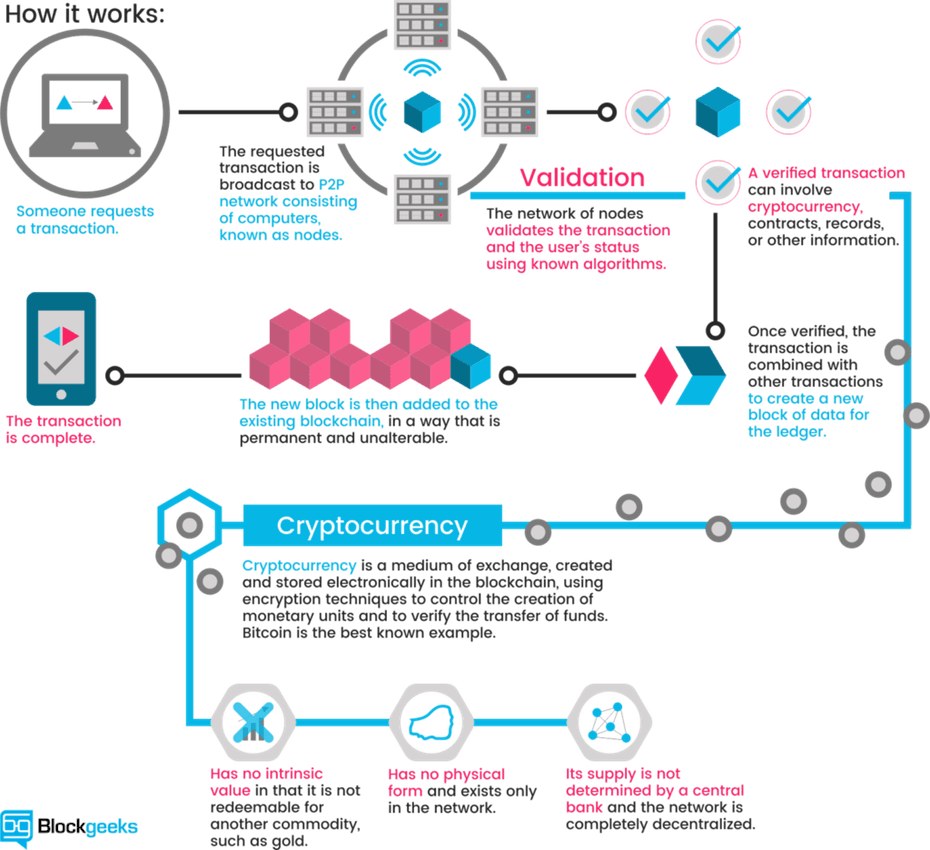 How it works:
Someone requests
a transaction.
The requested
transaction is
broadcast to P2P
network consisting
of computers,
known as nodes.
Validation
The network of nodes
validates the transaction
and the user's status
using known algorithms.
A verified transaction
can involve
cryptocurrency,
contracts, records,
or other information.
Once verified, the
transaction is
combined with
other transactions
to create a new
block of data for
the ledger.
The new block is then added to the
existing blockchain, in a way that is
permanent and unalterable.
The transaction
is complete.
Cryptocurrency
Cryptocurrency is a medium of exchange, created
and stored electronically in the blockchain, using
encryption techniques to control the creation of
monetary units and to verify the transfer of funds.
Bitcoin is the best known example.
Has no intrinsic
value in that it is not
redeemable for
another commodity,
such as gold.
Has no physical
form and exists only
in the network.
Its supply is not
determined by a central
bank and the network is
completely decentralized.
Blockgeeks